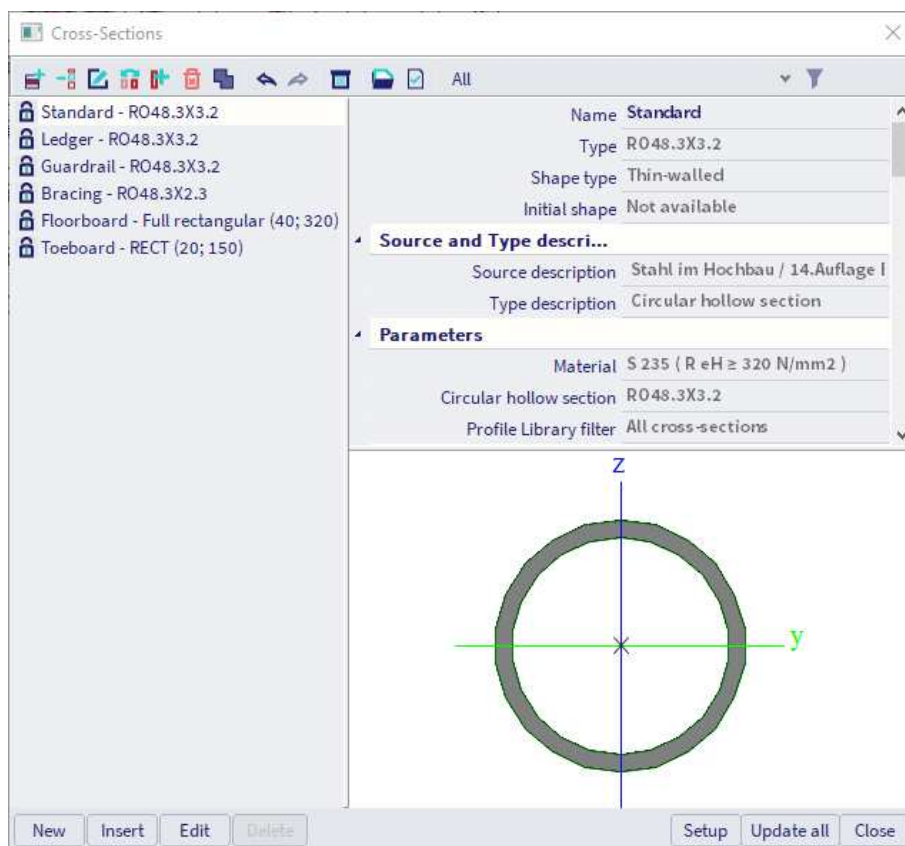 Cross-Sections
All
Standard - RO48.3X3.2
Ledger - RO48.3X3.2
Guardrail - RO48.3X3.2
Bracing - RO48.3X2.3
Floorboard - Full rectangular (40; 320)
Toeboard - RECT (20; 150)
Name Standard
Type RO48.3X3.2
Shape type Thin-walled
Initial shape Not available
Source and Type descri...
Source description Stahl im Hochbau / 14.Auflage
Type description Circular hollow section
Parameters
Material S 235 ( R eH ≥ 320 N/mm2 )
Circular hollow section RO48.3X3.2
Profile Library filter All cross-sections
z
y
New Insert Edit Delete Setup Update all Close